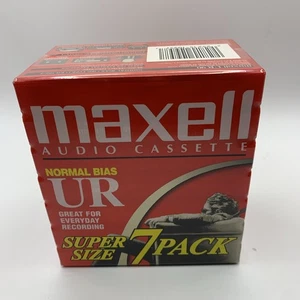 maxell
AUDIO CASSETTE
NORMAL BIAS
UR
GREAT FOR
EVERYDAY
RECORDING
SUPER
SIZE
7 PACK